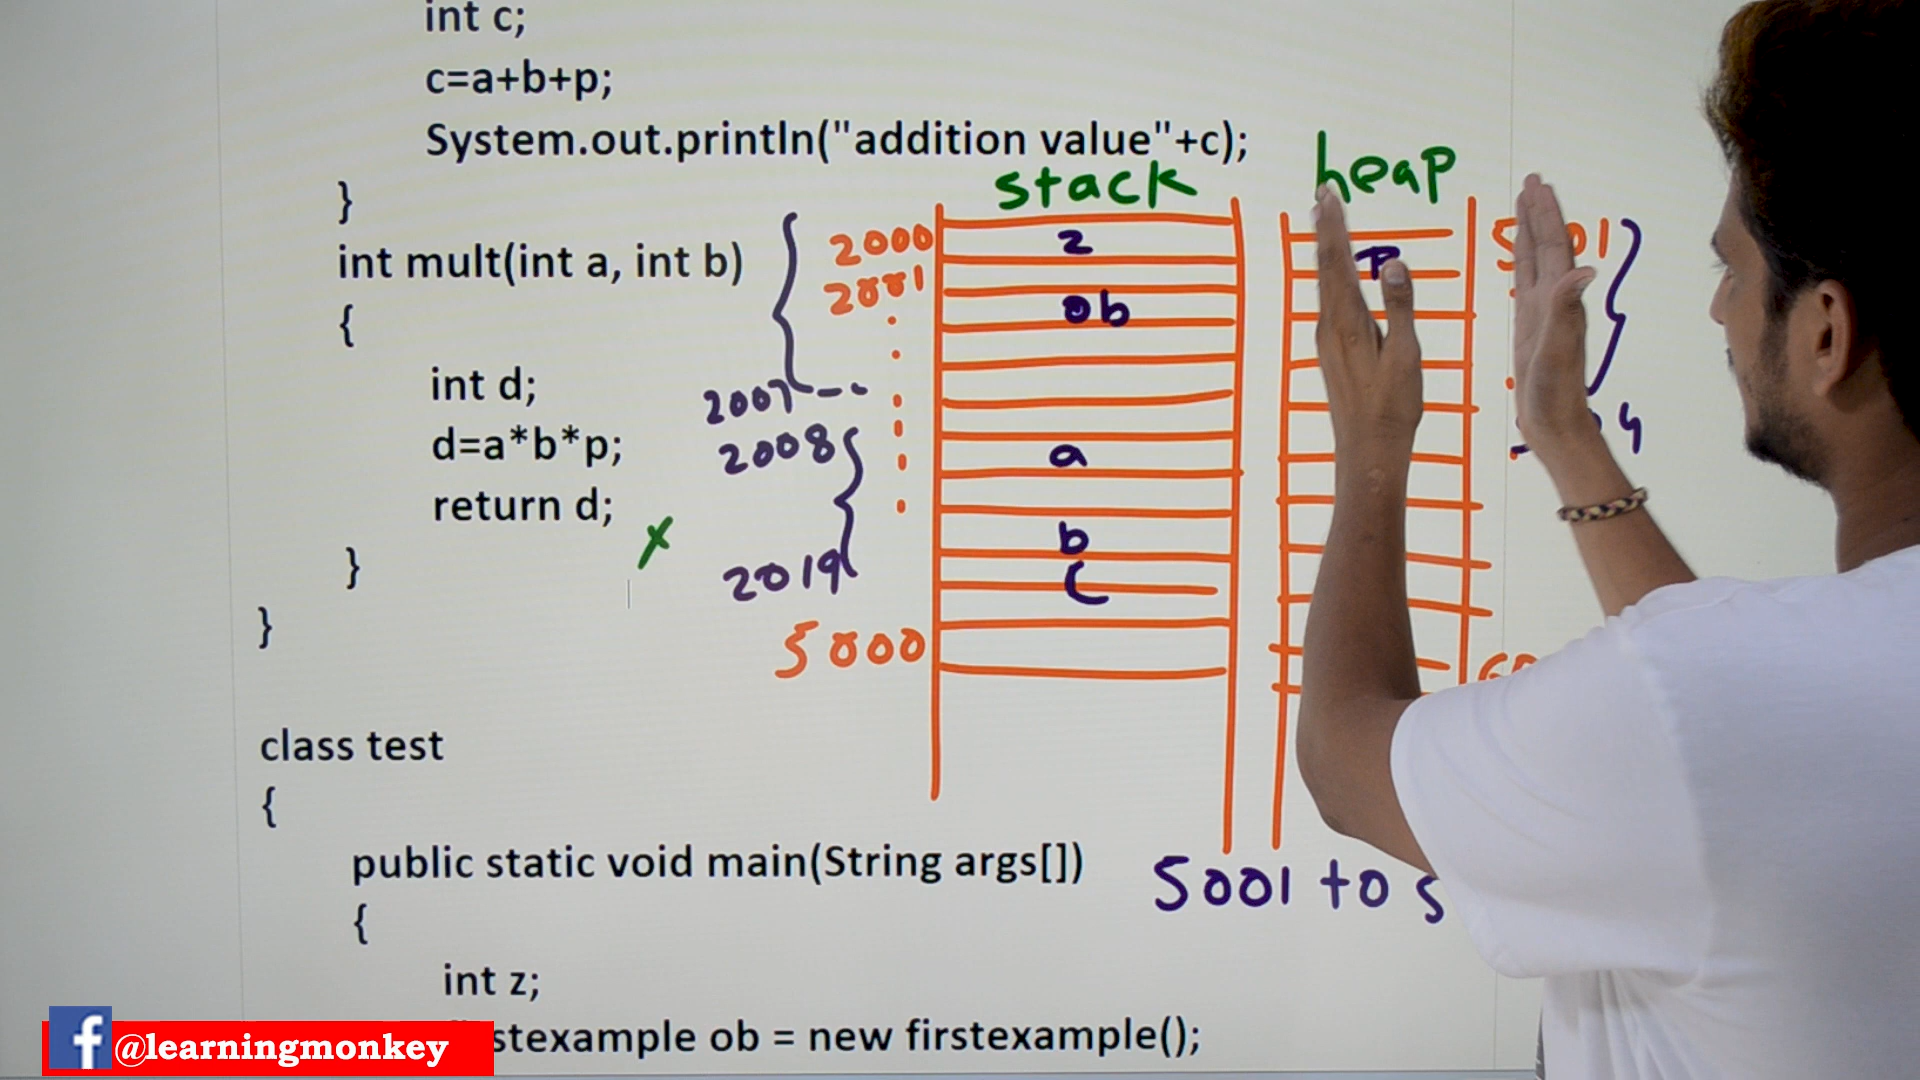 int c;
c=a+b+p;
System.out.println("addition value"+c);
}
stack
heap
int mult(int a, int b)
{
int d;
d=a*b*p;
return d;
}
}
2000
z
P
2001
ob
2007
2008
a
b
2019
C
5000
class test
{
public static void main(String args[])
5001 to
{
int z;
ob = new firstexample();
@learningmonkey